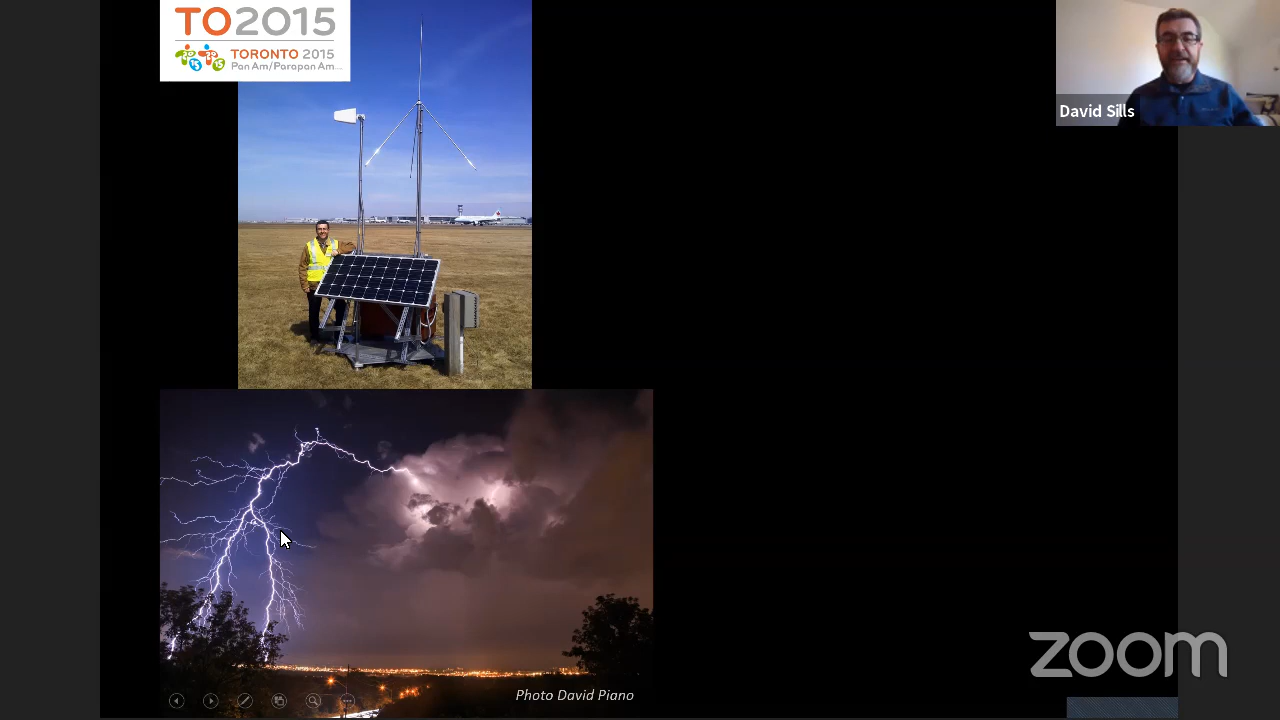 TO2015
TORONTO 2015
Pan Am/Parapan Am...
David Sills
Photo David Piano
zoom